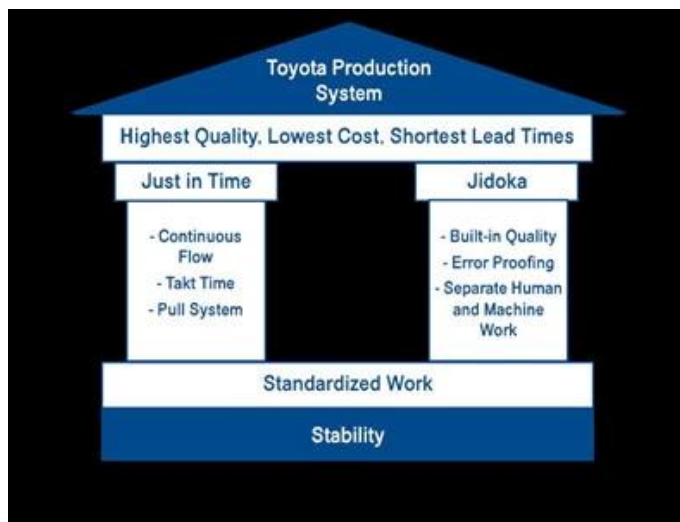 Toyota Production
System
Highest Quality, Lowest Cost, Shortest Lead Times
Just in Time
- Continuous
Flow
- Takt Time
- Pull System
Jidoka
- Built-in Quality
- Error Proofing
- Separate Human
and Machine
Work
Standardized Work
Stability